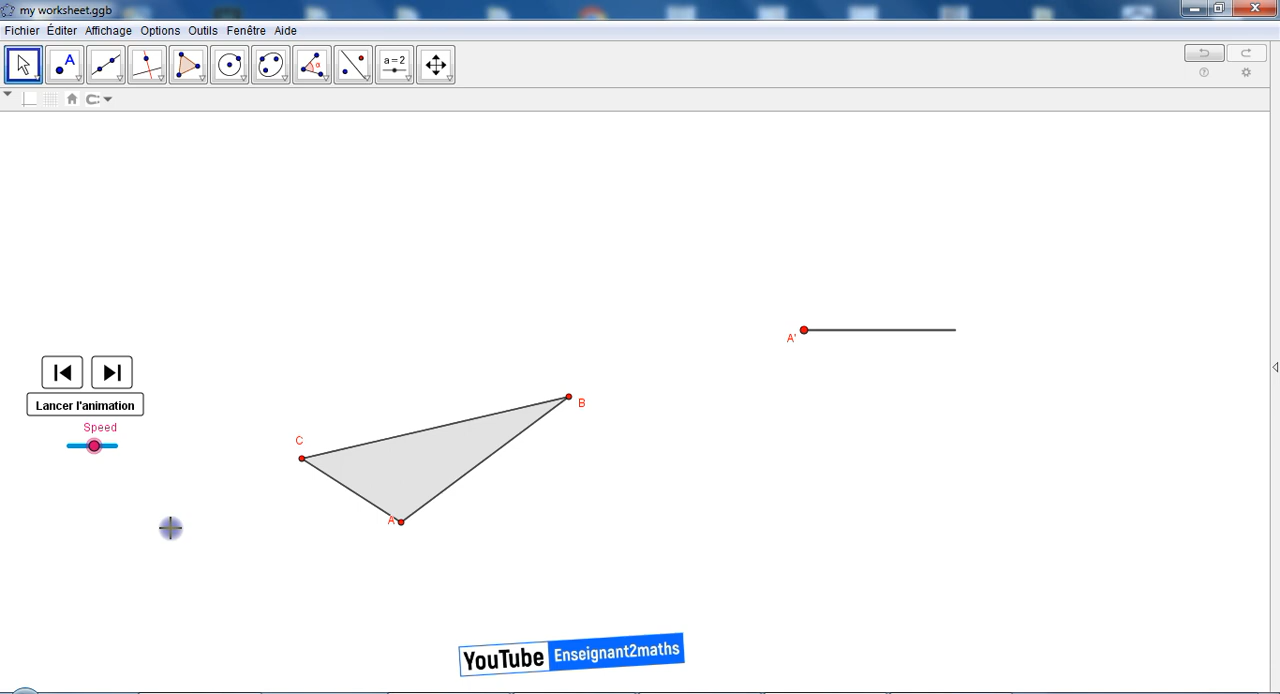 my worksheet.ggb
Fichier Éditer Affichage Options Outils Fenêtre Aide
A
α
a = 2
A'
B
C
Lancer l'animation
Speed
A
YouTube Enseignant2maths